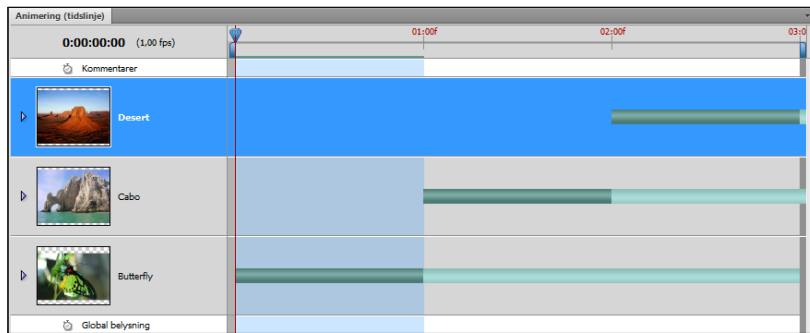 Animering (tidslinje)
0:00:00:00 (1,00 fps)
01:00f
02:00f
03:0
Kommentarer
Desert
Cabo
Butterfly
Global belysning